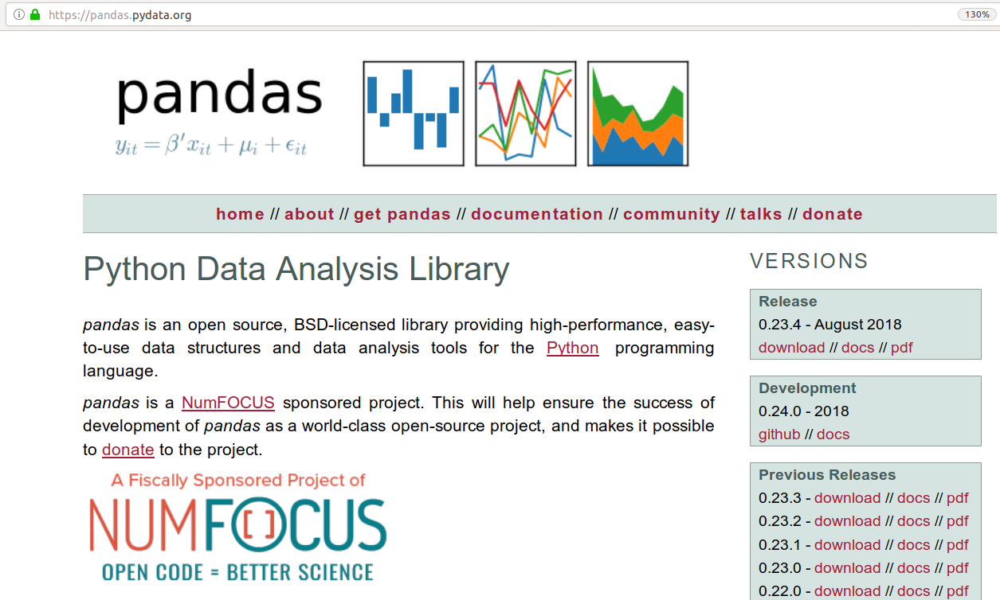 https://pandas.pydata.org
130%
pandas
y_{it} = β′x_{it} + μ_i + ϵ_{it}
home // about // get pandas // documentation // community // talks // donate
Python Data Analysis Library
pandas is an open source, BSD-licensed library providing high-performance, easy-
to-use data structures and data analysis tools for the Python programming
language.
pandas is a NumFOCUS sponsored project. This will help ensure the success of
development of pandas as a world-class open-source project, and makes it possible
to donate to the project.
A Fiscally Sponsored Project of
NUMFOCUS
OPEN CODE = BETTER SCIENCE
VERSIONS
Release
0.23.4 - August 2018
download // docs // pdf
Development
0.24.0 - 2018
github // docs
Previous Releases
0.23.3 - download // docs // pdf
0.23.2 - download // docs // pdf
0.23.1 - download // docs // pdf
0.23.0 - download // docs // pdf
0.22.0 - download // docs // pdf